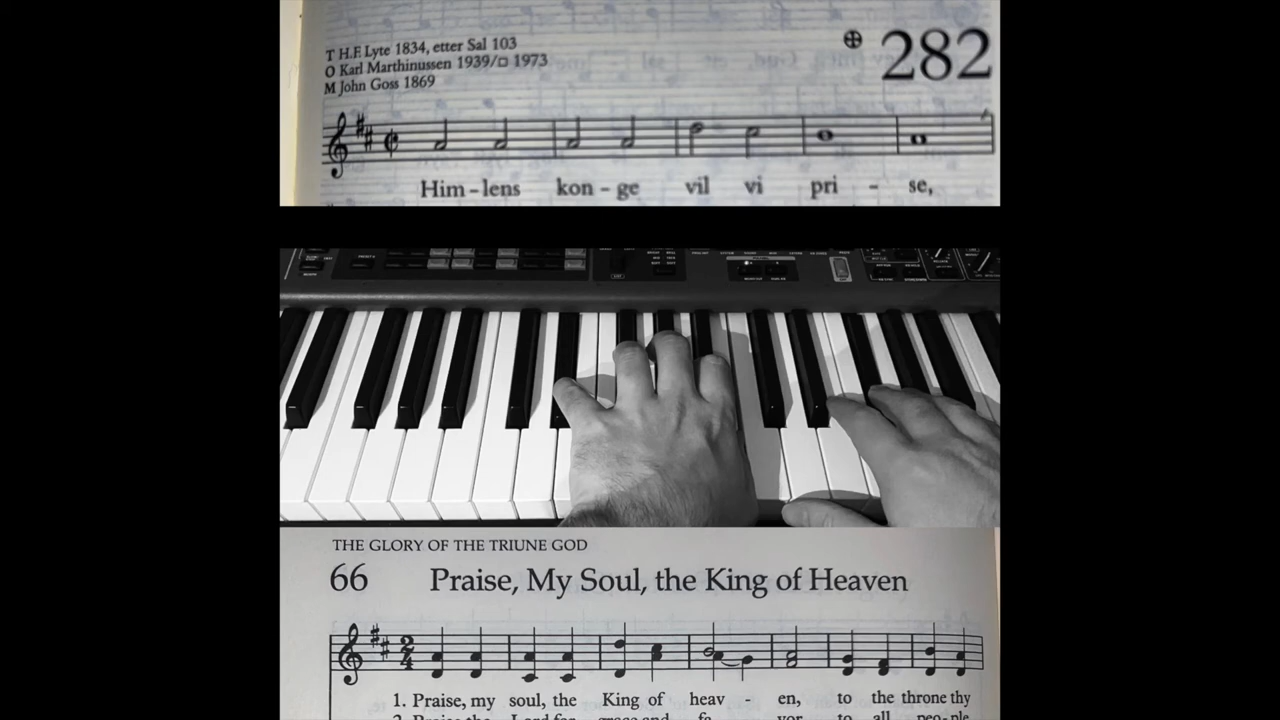 T H.F. Lyte 1834, etter Sal 103
O Karl Marthinussen 1939/□ 1973
M John Goss 1869
⊕ 282
Him – lens kon – ge vil vi pri – se,
THE GLORY OF THE TRIUNE GOD
66 Praise, My Soul, the King of Heaven
2
4
1. Praise, my soul, the King of heav - en, to the throne thy